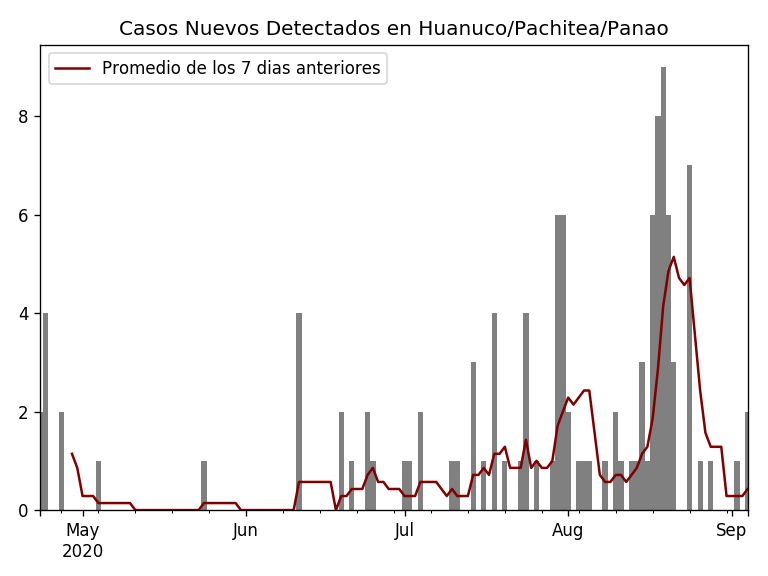 Casos Nuevos Detectados en Huanuco/Pachitea/Panao
Promedio de los 7 dias anteriores
8
6
4
2
0
May Jun Jul Aug Sep
2020